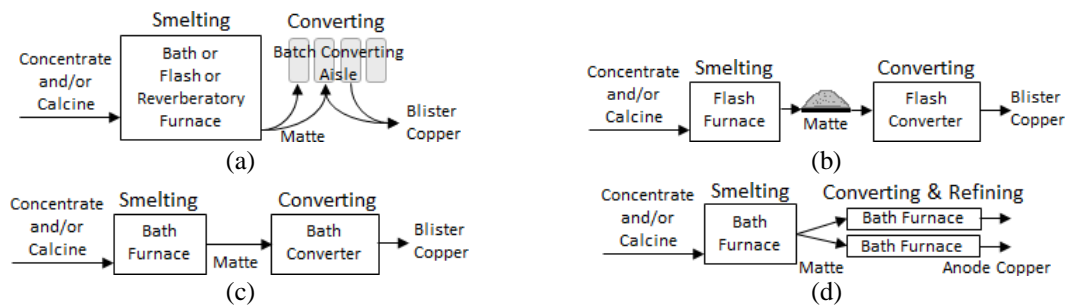 Smelting
Converting
Concentrate
and/or
Calcine
Bath or
Flash or
Reverberatory
Furnace
Batch Converting
Aisle
Matte
Blister
Copper
(a)
Smelting
Converting
Concentrate
and/or
Calcine
Flash
Furnace
Matte
Flash
Converter
Blister
Copper
(b)
Smelting
Converting
Concentrate
and/or
Calcine
Bath
Furnace
Matte
Bath
Converter
Blister
Copper
(c)
Smelting
Converting & Refining
Concentrate
and/or
Calcine
Bath
Furnace
Bath Furnace
Bath Furnace
Matte
Anode Copper
(d)